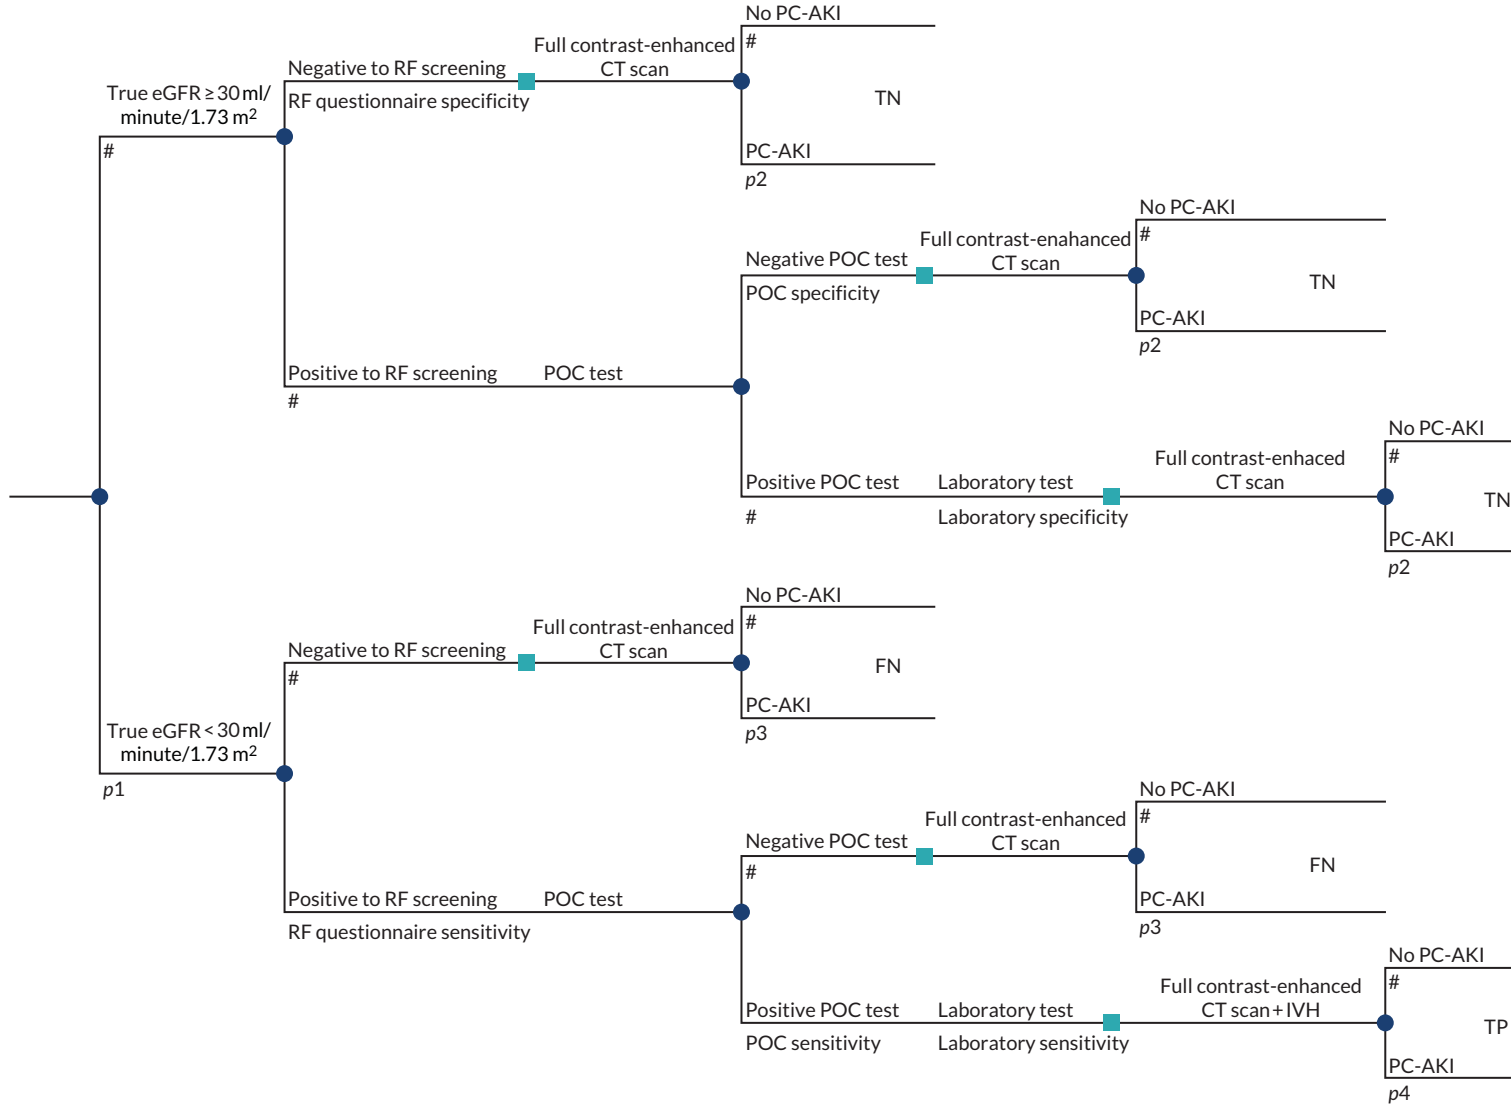 No PC-AKI
#
Full contrast-enhanced
CT scan
Negative to RF screening
RF questionnaire specificity
True eGFR ≥ 30 ml/
minute/1.73 m²
#
TN
PC-AKI
p2
No PC-AKI
#
Full contrast-enahanced
CT scan
Negative POC test
POC specificity
TN
PC-AKI
p2
Positive to RF screening
POC test
#
No PC-AKI
#
Full contrast-enhaced
CT scan
Positive POC test
Laboratory test
#
Laboratory specificity
TN
PC-AKI
p2
No PC-AKI
#
Full contrast-enhanced
CT scan
Negative to RF screening
#
FN
PC-AKI
p3
True eGFR < 30 ml/
minute/1.73 m²
p1
No PC-AKI
#
Full contrast-enhanced
CT scan
Negative POC test
#
FN
PC-AKI
p3
Positive to RF screening
POC test
RF questionnaire sensitivity
No PC-AKI
#
Full contrast-enhanced
CT scan + IVH
Positive POC test
Laboratory test
POC sensitivity
Laboratory sensitivity
TP
PC-AKI
p4